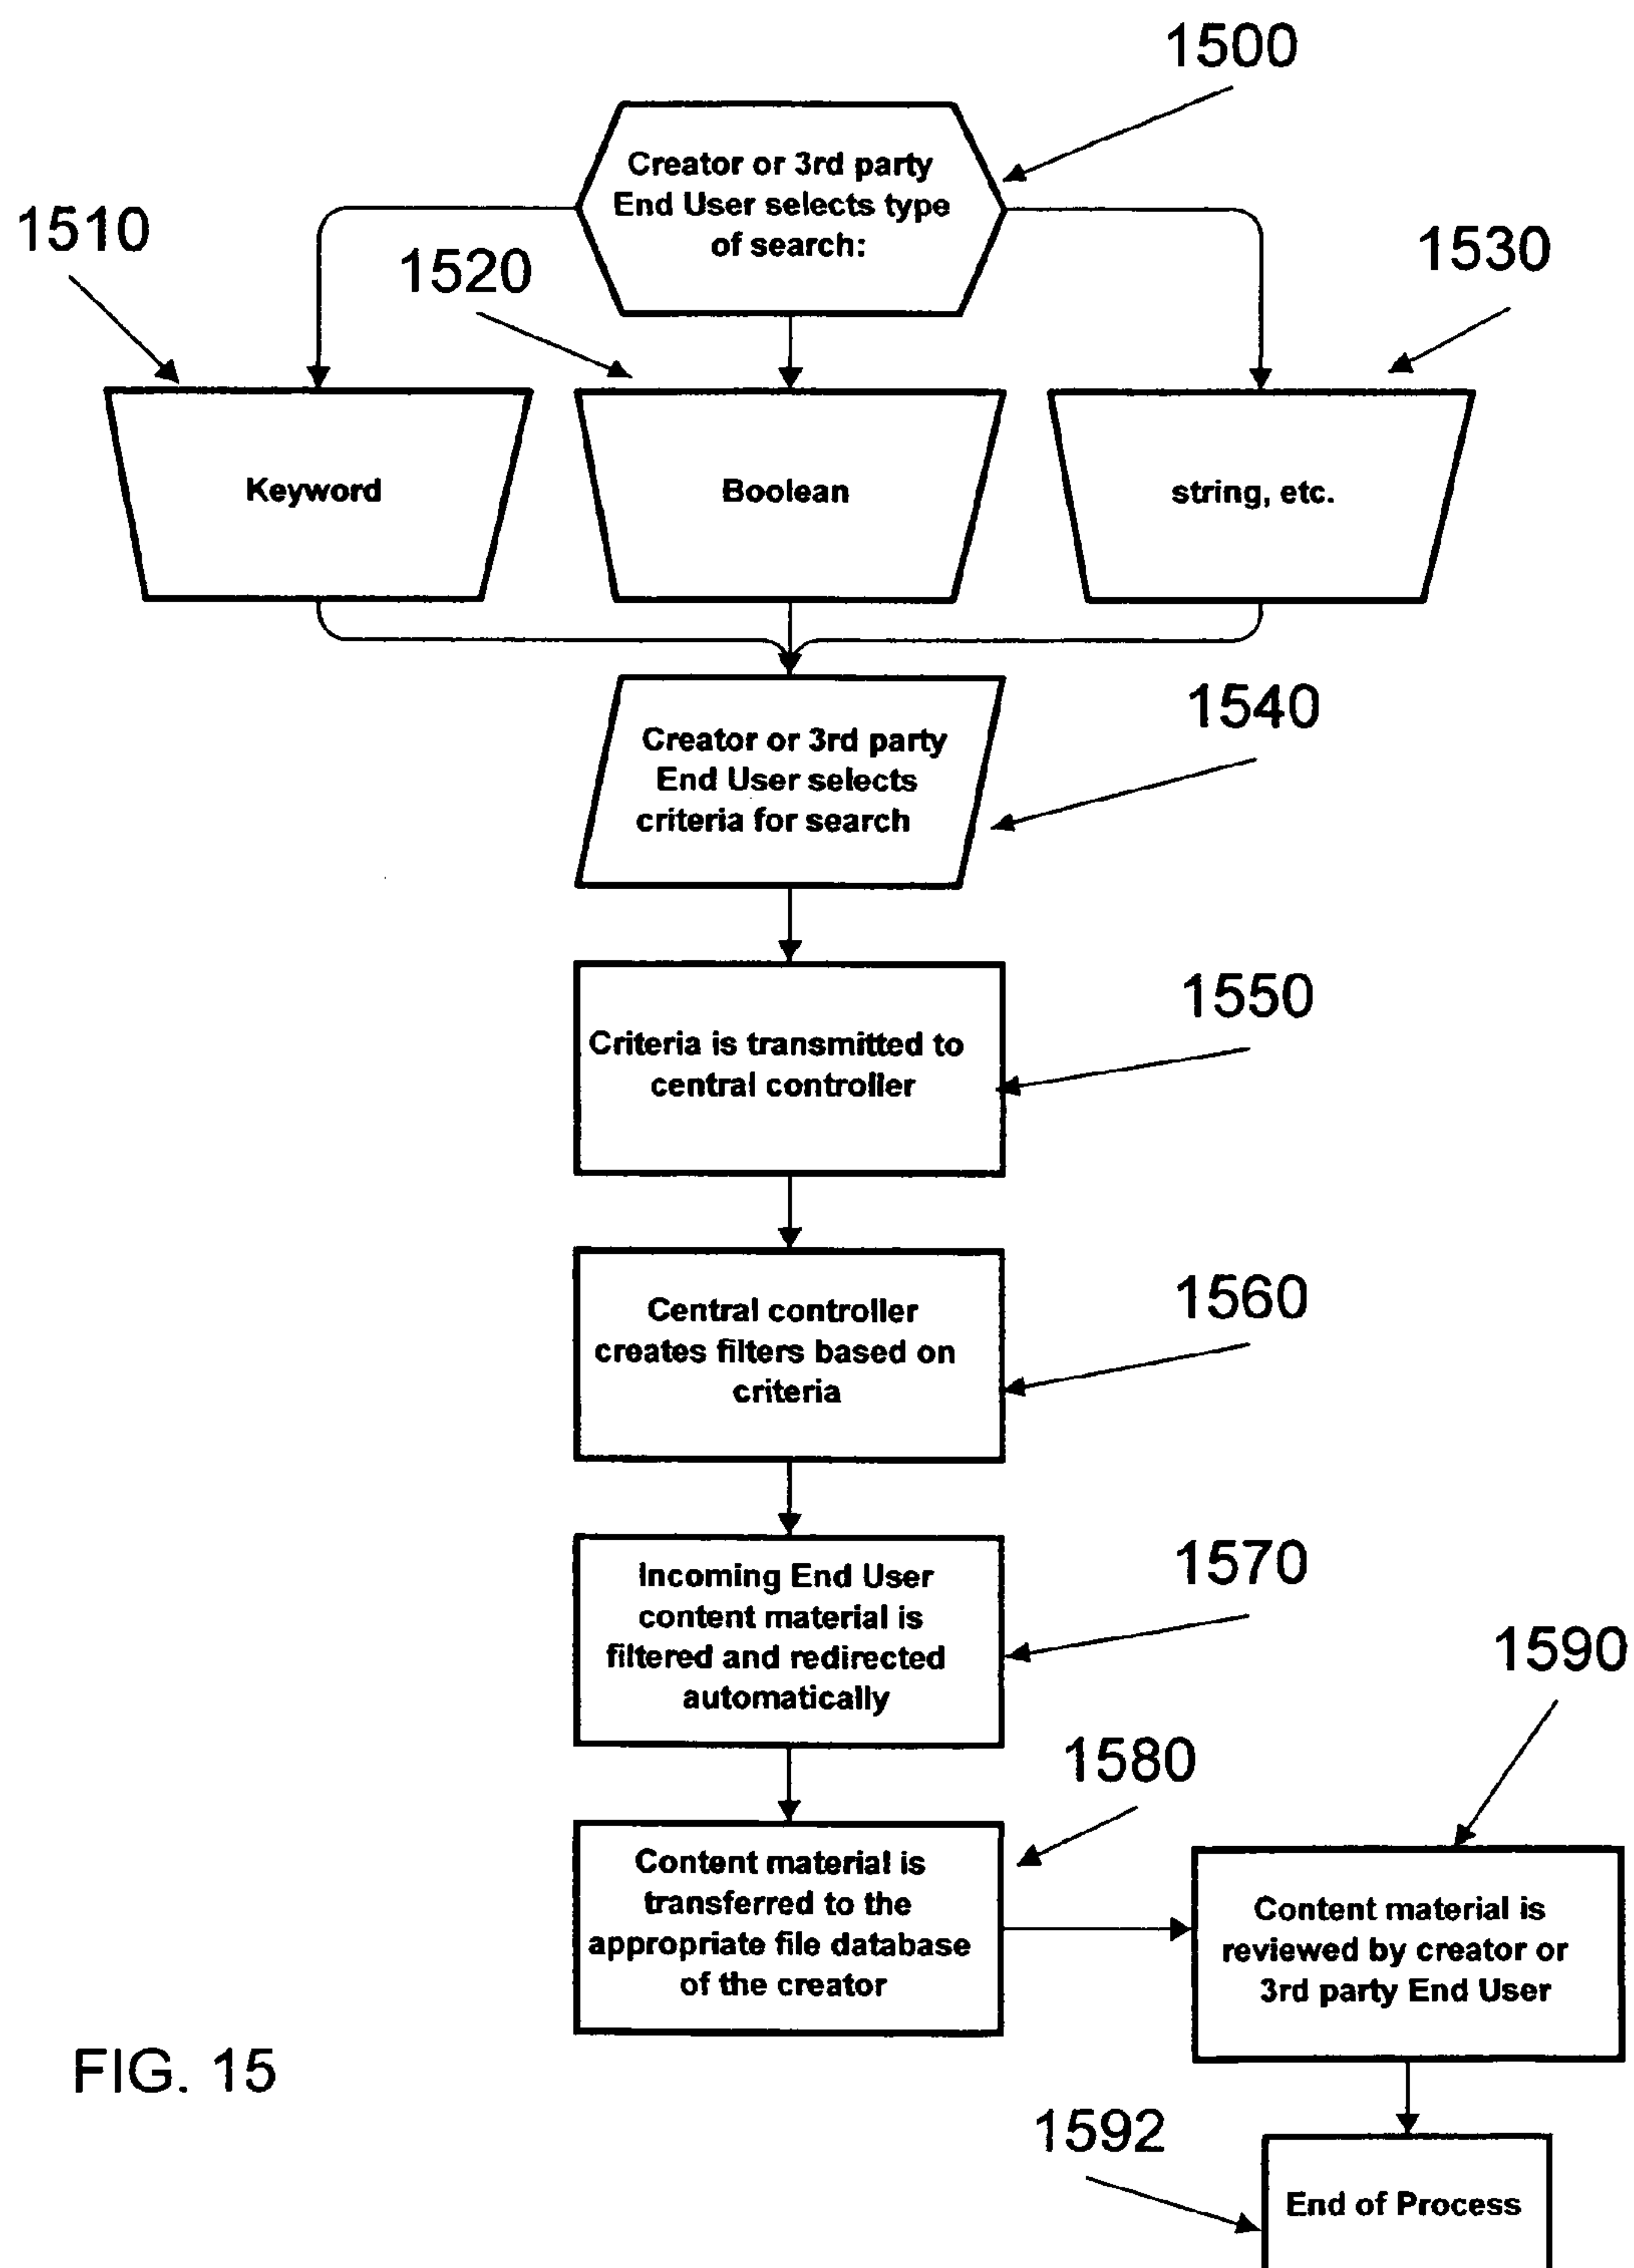 1500
Creator or 3rd party
End User selects type
of search:
1510
1520
1530
Keyword
Boolean
string, etc.
Creator or 3rd party
End User selects
criteria for search
1540
Criteria is transmitted to
central controller
1550
Central controller
creates filters based on
criteria
1560
Incoming End User
content material is
filtered and redirected
automatically
1570
1580
1590
Content material is
transferred to the
appropriate file database
of the creator
Content material is
reviewed by creator or
3rd party End User
FIG. 15
1592
End of Process